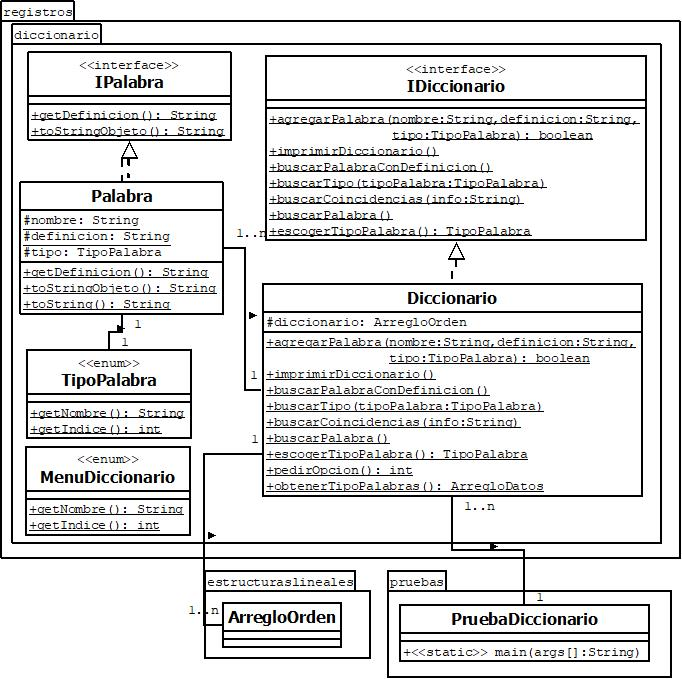 registros
diccionario
<<interface>>
IPalabra
+getDefinicion(): String
+toStringObjeto(): String
<<interface>>
IDiccionario
+agregarPalabra(nombre:String,definicion:String,
tipo:TipoPalabra): boolean
+imprimirDiccionario()
+buscarPalabraConDefinicion()
+buscarTipo(tipoPalabra:TipoPalabra)
+buscarCoincidencias(info:String)
+buscarPalabra()
+escogerTipoPalabra(): TipoPalabra
Palabra
#nombre: String
#definicion: String
#tipo: TipoPalabra
+getDefinicion(): String
+toStringObjeto(): String
+toString(): String
1..n
1
1
1
<<enum>>
TipoPalabra
+getNombre(): String
+getIndice(): int
<<enum>>
MenuDiccionario
+getNombre(): String
+getIndice(): int
Diccionario
#diccionario: ArregloOrden
+agregarPalabra(nombre:String,definicion:String,
tipo:TipoPalabra): boolean
+imprimirDiccionario()
+buscarPalabraConDefinicion()
+buscarTipo(tipoPalabra:TipoPalabra)
+buscarCoincidencias(info:String)
+buscarPalabra()
+escogerTipoPalabra(): TipoPalabra
+pedirOpcion(): int
+obtenerTipoPalabras(): ArregloDatos
1
1..n
estructuraslineales
1..n
ArregloOrden
pruebas
1
PruebaDiccionario
+<<static>> main(args[]:String)